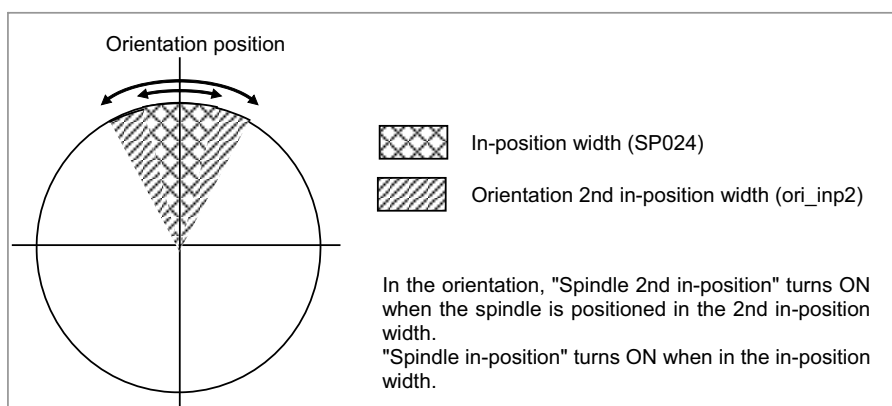 Orientation position
In-position width (SP024)
Orientation 2nd in-position width (ori_inp2)
In the orientation, "Spindle 2nd in-position" turns ON
when the spindle is positioned in the 2nd in-position
width.
"Spindle in-position" turns ON when in the in-position
width.